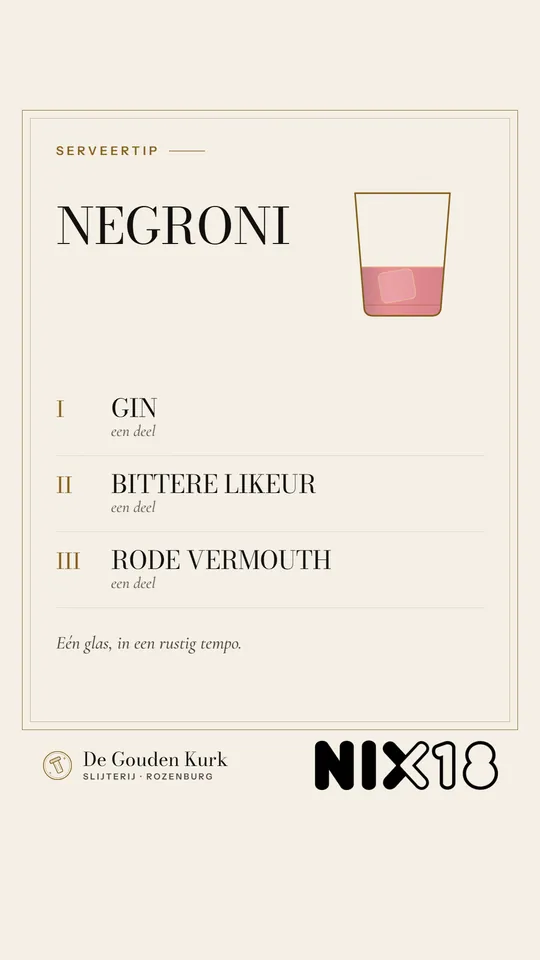 SERVEERTIP
NEGRONI
I GIN
een deel
II BITTERE LIKEUR
een deel
III RODE VERMOUTH
een deel
Eén glas, in een rustig tempo.
De Gouden Kurk
SLIJTERIJ · ROZENBURG
NIX18